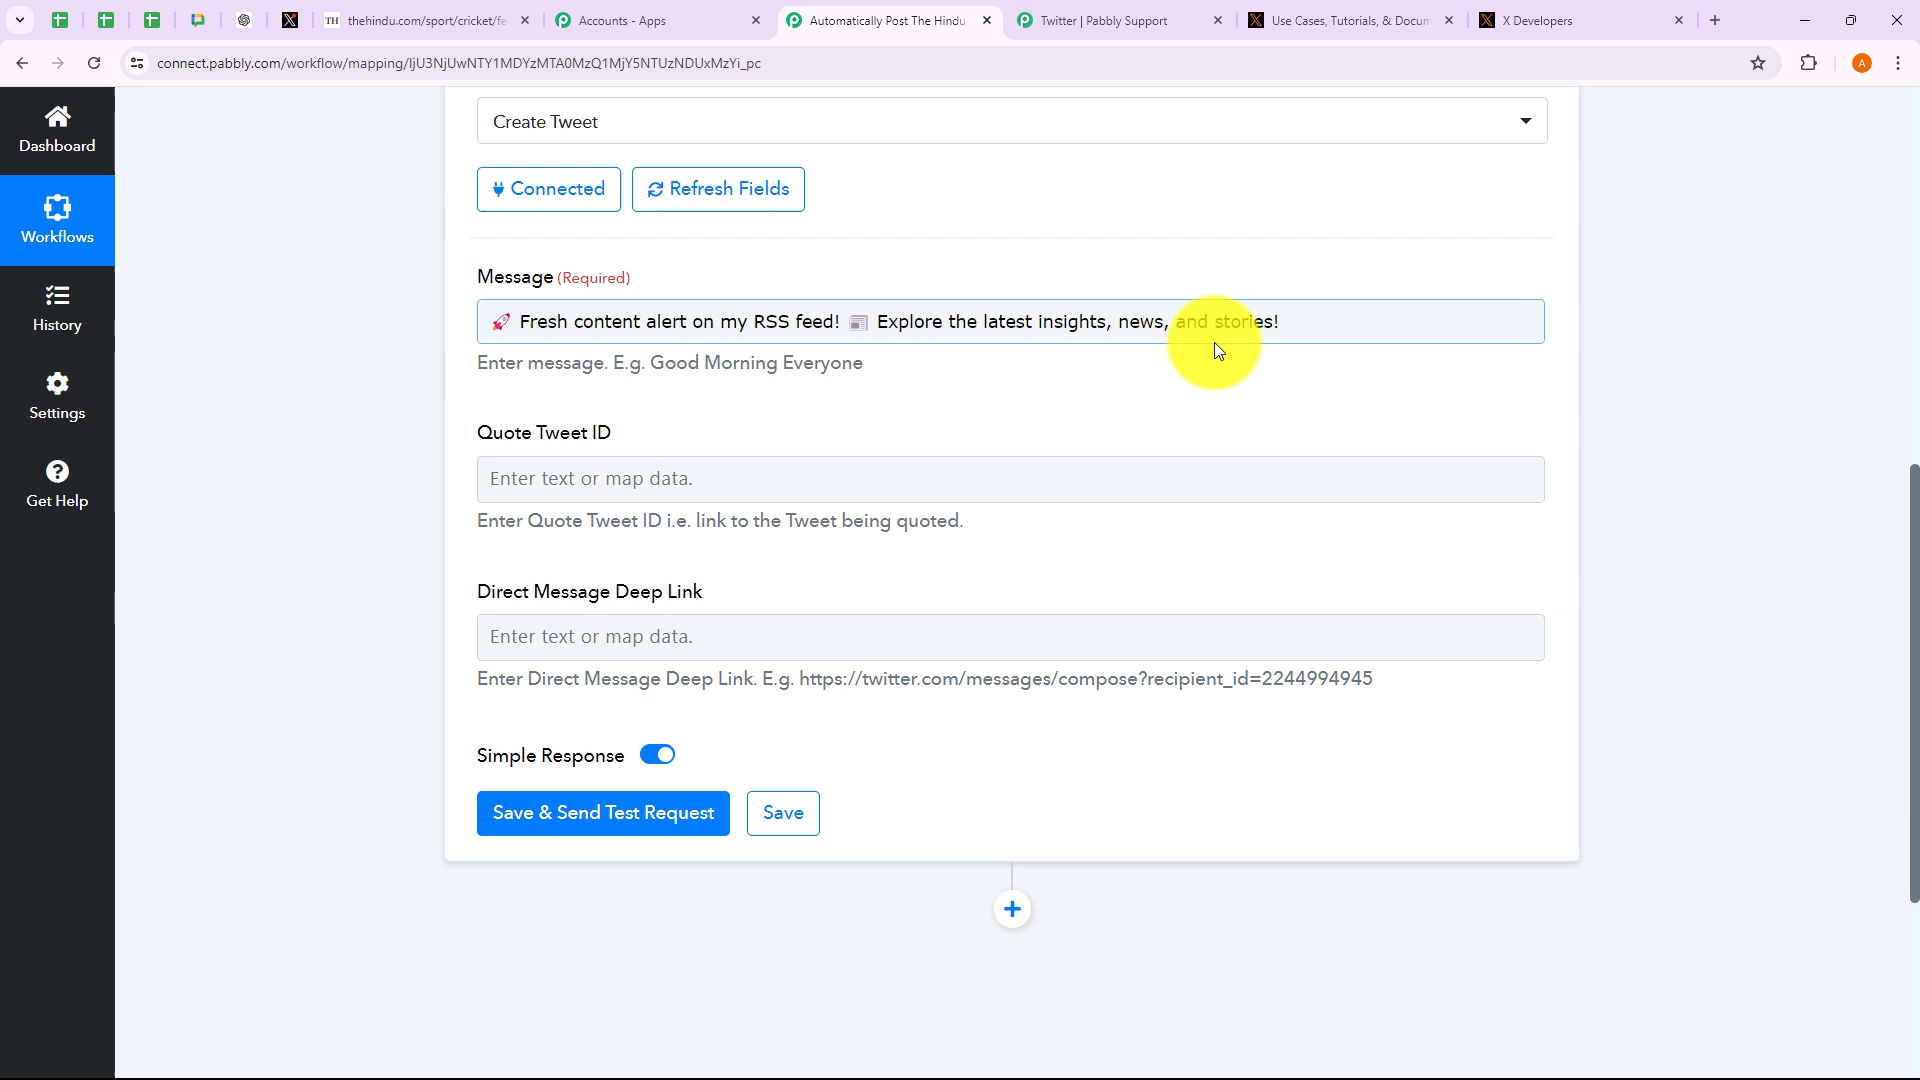 thehindu.com/sport/cricket/fe
Accounts - Apps
Automatically Post The Hindu
Twitter | Pabbly Support
Use Cases, Tutorials, & Docum
X Developers
connect.pabbly.com/workflow/mapping/IjU3NjUwNTY1MDYzMTA0MzQ1MjY5NTUzNDUxMzYi_pc
A
Dashboard
Workflows
History
Settings
Get Help
Create Tweet
Connected
Refresh Fields
Message (Required)
🚀 Fresh content alert on my RSS feed! 📰 Explore the latest insights, news, and stories!
Enter message. E.g. Good Morning Everyone
Quote Tweet ID
Enter text or map data.
Enter Quote Tweet ID i.e. link to the Tweet being quoted.
Direct Message Deep Link
Enter text or map data.
Enter Direct Message Deep Link. E.g. https://twitter.com/messages/compose?recipient_id=2244994945
Simple Response
Save & Send Test Request
Save